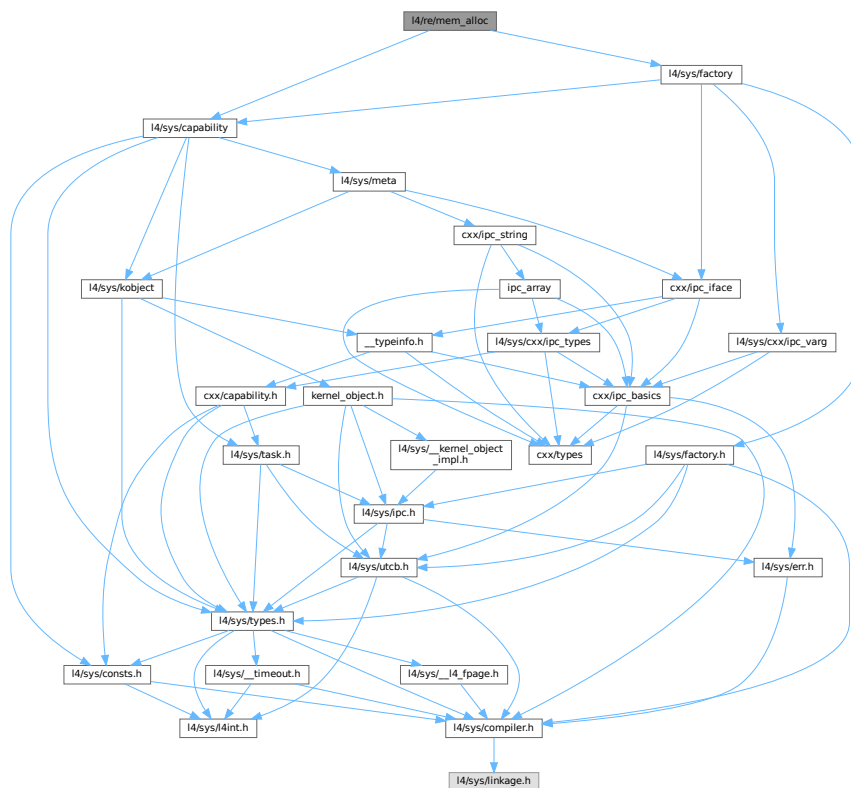 l4/re/mem_alloc
l4/sys/factory
l4/sys/capability
l4/sys/meta
cxx/ipc_string
l4/sys/kobject
ipc_array
cxx/ipc_iface
__typeinfo.h
l4/sys/cxx/ipc_types
l4/sys/cxx/ipc_varg
cxx/capability.h
kernel_object.h
cxx/ipc_basics
l4/sys/task.h
l4/sys/__kernel_object
_impl.h
cxx/types
l4/sys/factory.h
l4/sys/ipc.h
l4/sys/utcb.h
l4/sys/err.h
l4/sys/types.h
l4/sys/consts.h
l4/sys/__timeout.h
l4/sys/__l4_fpage.h
l4/sys/l4int.h
l4/sys/compiler.h
l4/sys/linkage.h